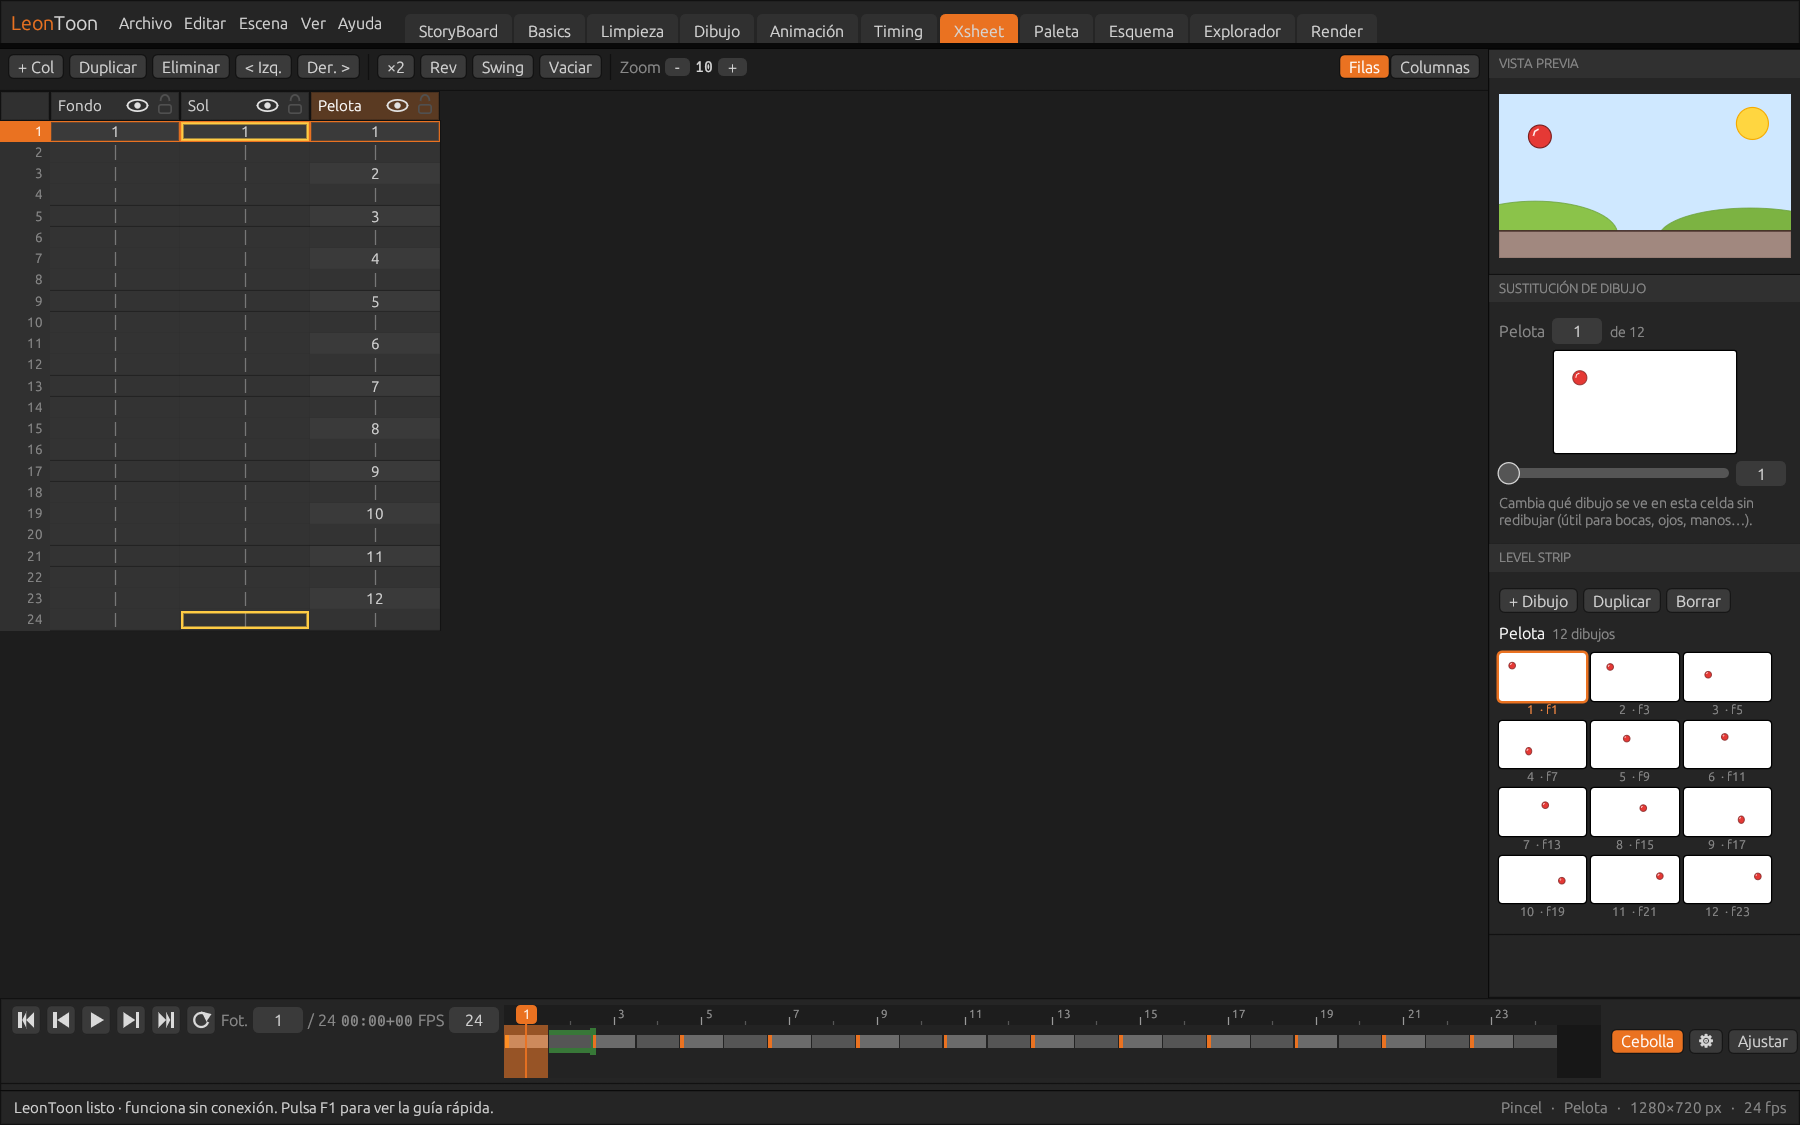 LeonToon Archivo Editar Escena Ver Ayuda StoryBoard Basics Limpieza Dibujo Animación Timing Xsheet Paleta Esquema Explorador Render
+ Col Duplicar Eliminar < Izq. Der. > ×2 Rev Swing Vaciar Zoom - 10 + Filas Columnas
Fondo Sol Pelota
1 1 1 1
2
3 2
4
5 3
6
7 4
8
9 5
10
11 6
12
13 7
14
15 8
16
17 9
18
19 10
20
21 11
22
23 12
24
VISTA PREVIA
SUSTITUCIÓN DE DIBUJO
Pelota 1 de 12
1
Cambia qué dibujo se ve en esta celda sin
redibujar (útil para bocas, ojos, manos...).
LEVEL STRIP
+ Dibujo Duplicar Borrar
Pelota 12 dibujos
1 · f1 2 · f3 3 · f5
4 · f7 5 · f9 6 · f11
7 · f13 8 · f15 9 · f17
10 · f19 11 · f21 12 · f23
Fot. 1 / 24 00:00+00 FPS 24
1 3 5 7 9 11 13 15 17 19 21 23
Cebolla Ajustar
LeonToon listo · funciona sin conexión. Pulsa F1 para ver la guía rápida.
Pincel · Pelota · 1280×720 px · 24 fps